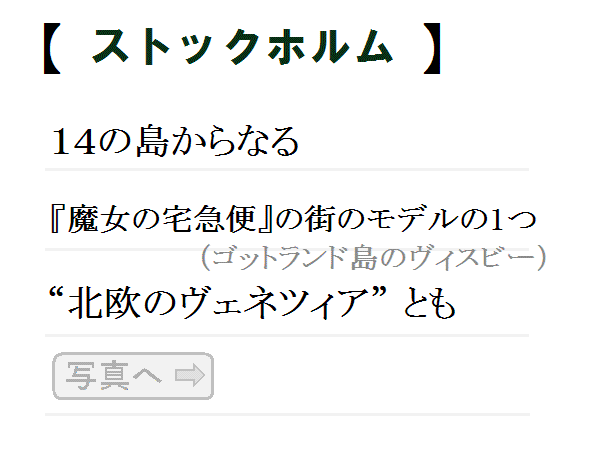 【 ストックホルム 】
14の島からなる
『魔女の宅急便』の街のモデルの1つ
（ゴットランド島のヴィスビー）
“北欧のヴェネツィア” とも
写真へ ⇨